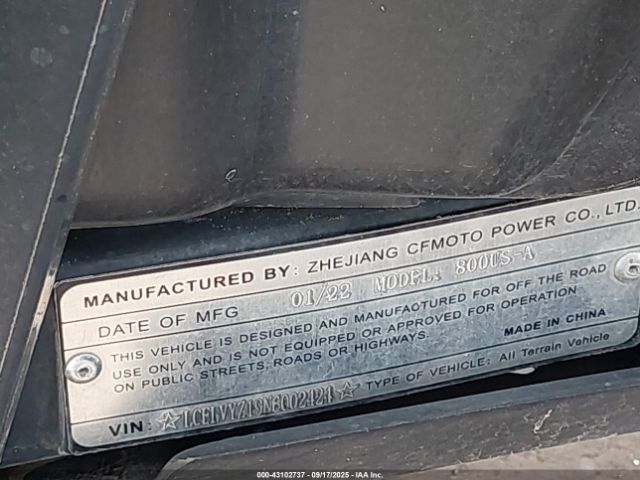 MANUFACTURED BY: ZHEJIANG CFMOTO POWER CO., LTD.
DATE OF MFG 01/22 MODEL: 800US-A
THIS VEHICLE IS DESIGNED AND MANUFACTURED FOR OFF THE ROAD
USE ONLY AND IS NOT EQUIPPED OR APPROVED FOR OPERATION
ON PUBLIC STREETS, ROADS OR HIGHWAYS. MADE IN CHINA
VIN: TYPE OF VEHICLE: All Terrain Vehicle
000-43102737 - 09/17/2025 - IAA Inc.